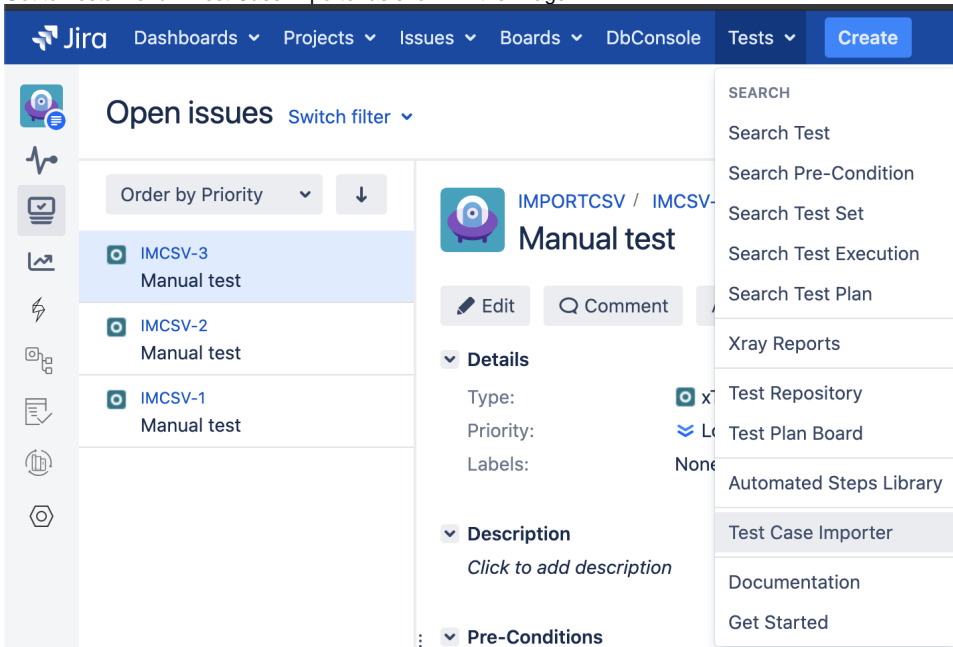 Jira Dashboards Projects Issues Boards DbConsole Tests Create
Open issues Switch filter
Order by Priority
IMCSV-3
Manual test
IMCSV-2
Manual test
IMCSV-1
Manual test
IMPORTCSV / IMCSV-
Manual test
Edit Comment
Details
Type:
Priority:
Labels: None
Description
Click to add description
Pre-Conditions
SEARCH
Search Test
Search Pre-Condition
Search Test Set
Search Test Execution
Search Test Plan
Xray Reports
Test Repository
Test Plan Board
Automated Steps Library
Test Case Importer
Documentation
Get Started